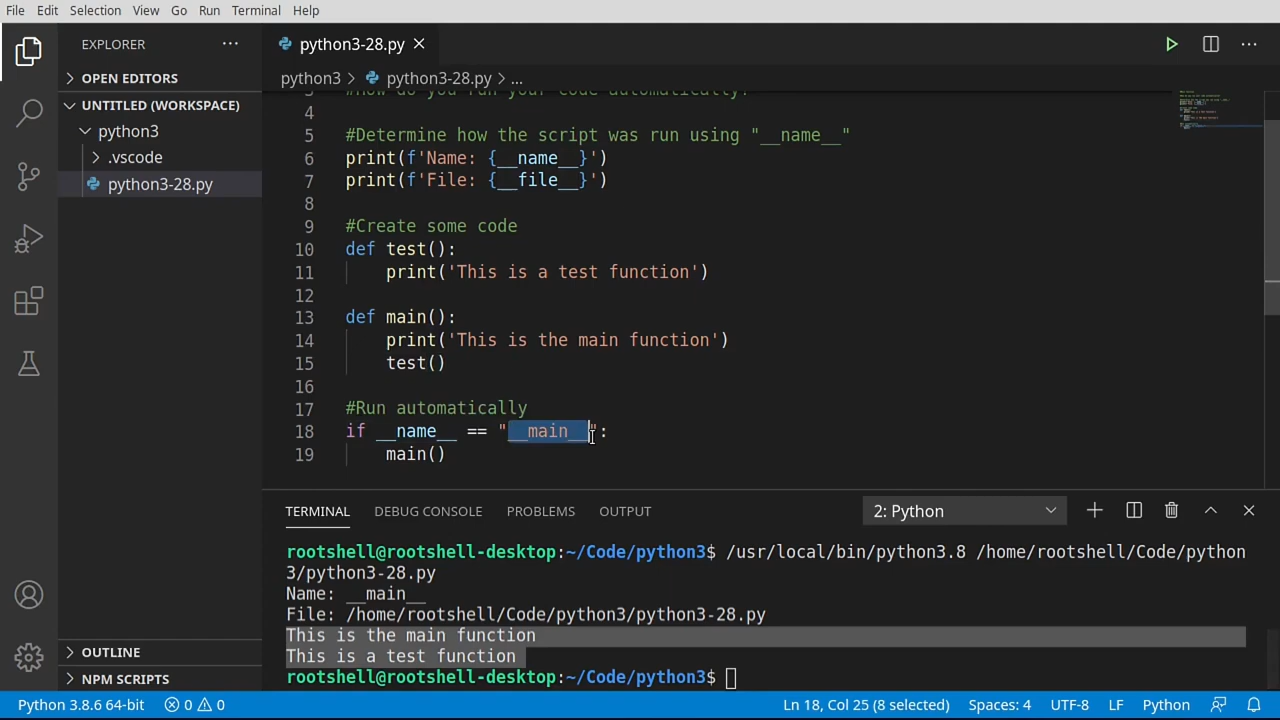 File Edit Selection View Go Run Terminal Help
EXPLORER
OPEN EDITORS
UNTITLED (WORKSPACE)
python3
.vscode
python3-28.py
OUTLINE
NPM SCRIPTS
python3-28.py
python3 > python3-28.py > ...
3 #How do you run your code automatically?
4
5 #Determine how the script was run using "__name__"
6 print(f'Name: {__name__}')
7 print(f'File: {__file__}')
8
9 #Create some code
10 def test():
11     print('This is a test function')
12
13 def main():
14     print('This is the main function')
15     test()
16
17 #Run automatically
18 if __name__ == "__main__":
19     main()
TERMINAL DEBUG CONSOLE PROBLEMS OUTPUT 2: Python
rootshell@rootshell-desktop:~/Code/python3$ /usr/local/bin/python3.8 /home/rootshell/Code/python
3/python3-28.py
Name: __main__
File: /home/rootshell/Code/python3/python3-28.py
This is the main function
This is a test function
rootshell@rootshell-desktop:~/Code/python3$
Python 3.8.6 64-bit 0 0 Ln 18, Col 25 (8 selected) Spaces: 4 UTF-8 LF Python